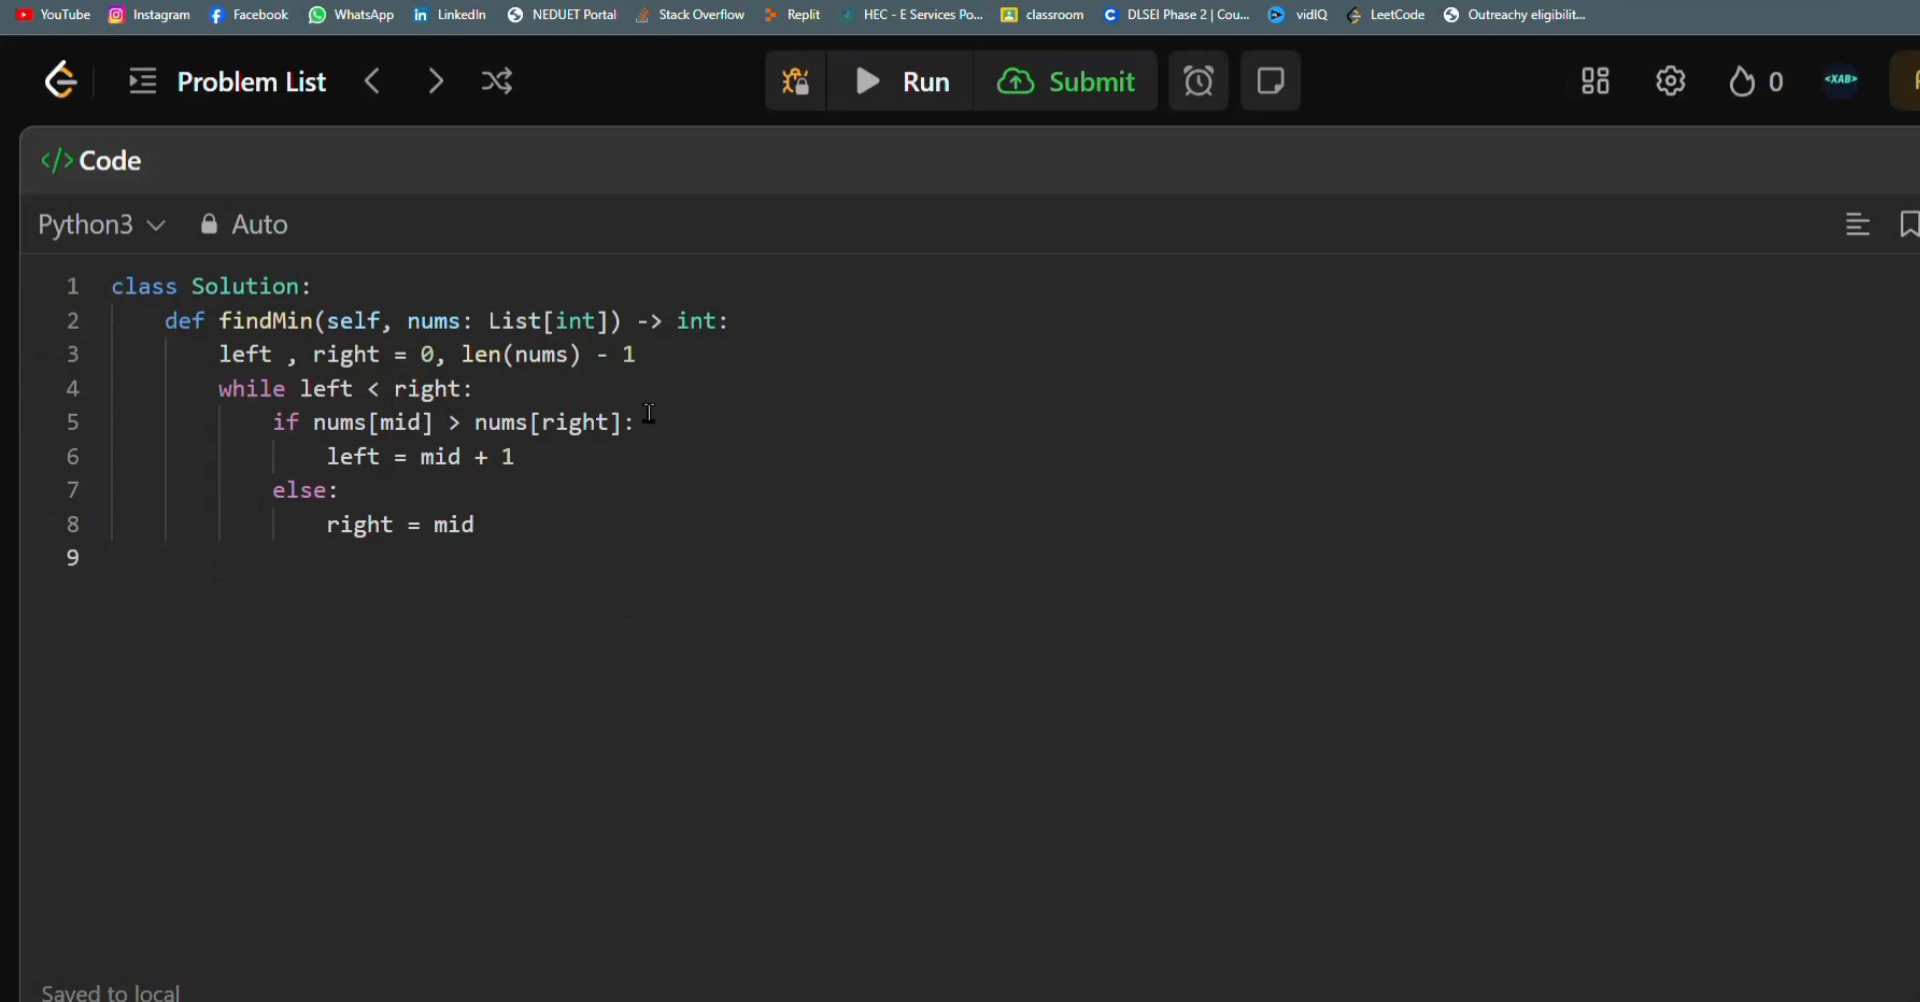 YouTube Instagram Facebook WhatsApp LinkedIn NEDUET Portal Stack Overflow Replit HEC - E Services Po... classroom DLSEI Phase 2 | Cou... vidIQ LeetCode Outreachy eligibilit...
Problem List Run Submit 0 <XAB>
</> Code
Python3 Auto
1 class Solution:
2 def findMin(self, nums: List[int]) -> int:
3 left , right = 0, len(nums) - 1
4 while left < right:
5 if nums[mid] > nums[right]:
6 left = mid + 1
7 else:
8 right = mid
9
Saved to local